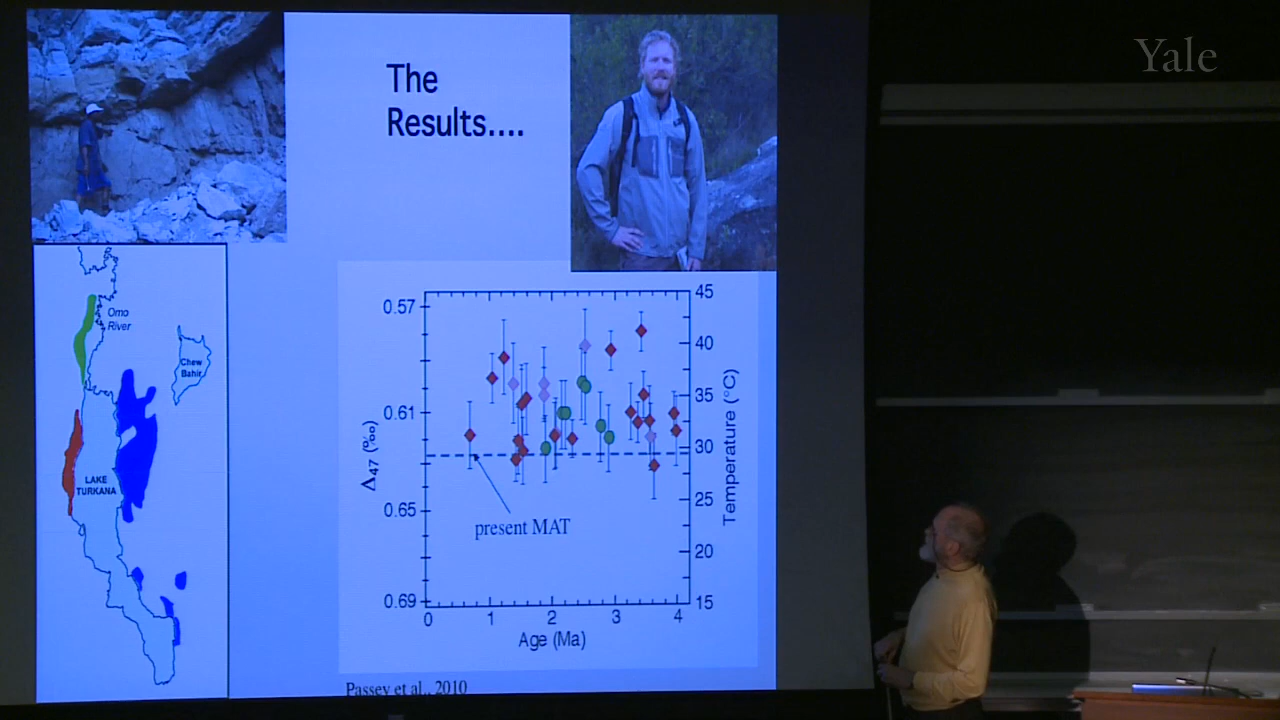 Yale
The
Results....
Omo
River
Chew
Bahir
LAKE
TURKANA
0.57
0.61
0.65
0.69
Δ47 (‰)
45
40
35
30
25
20
15
Temperature (°C)
present MAT
0 1 2 3 4
Age (Ma)
Passey et al., 2010